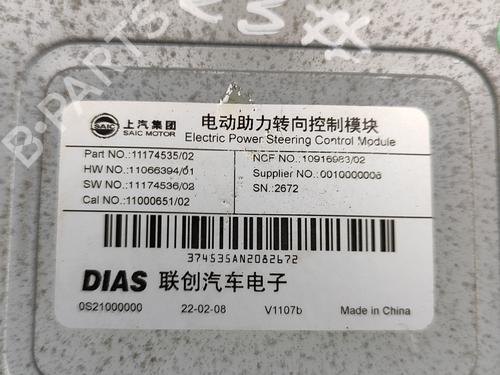 B-PARTS
SAIC 上汽集团 电动助力转向控制模块
SAIC MOTOR Electric Power Steering Control Module
Part NO.:11174535/02 NCF NO.:10916983/02
HW NO.:11066394/01 Supplier NO.:0010000006
SW NO.:11174536/02 SN.:2672
Cal NO.:11000651/02
374535AN2082672
DIAS 联创汽车电子
0S21000000 22-02-08 V1107b Made in China